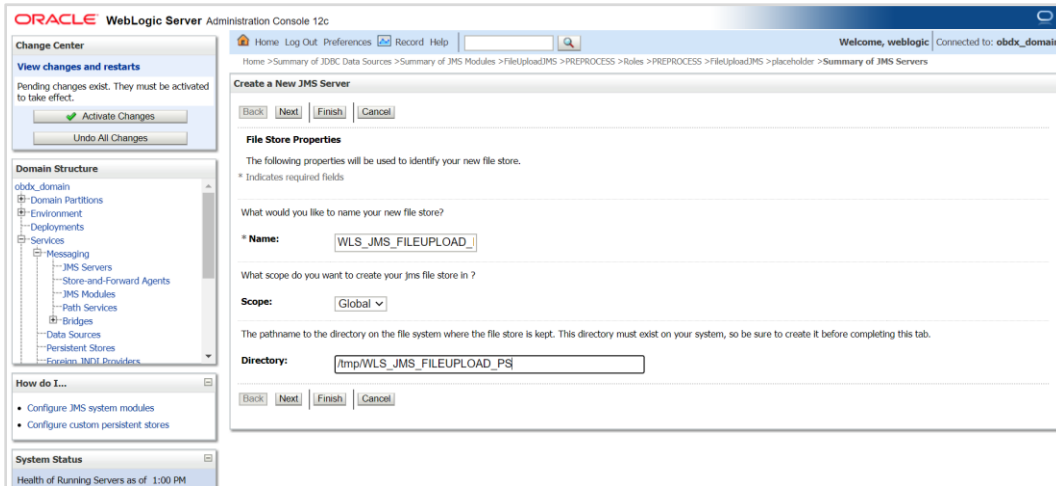 ORACLE WebLogic Server Administration Console 12c
Change Center
View changes and restarts
Pending changes exist. They must be activated
to take effect.
Activate Changes
Undo All Changes
Domain Structure
obdx_domain
Domain Partitions
Environment
Deployments
Services
Messaging
JMS Servers
Store-and-Forward Agents
JMS Modules
Path Services
Bridges
Data Sources
Persistent Stores
Foreign JNDI Providers
How do I...
Configure JMS system modules
Configure custom persistent stores
System Status
Health of Running Servers as of 1:00 PM
Home Log Out Preferences Record Help
Welcome, weblogic Connected to: obdx_domain
Home >Summary of JDBC Data Sources >Summary of JMS Modules >FileUploadJMS >PREPROCESS >Roles >PREPROCESS >FileUploadJMS >placeholder >Summary of JMS Servers
Create a New JMS Server
Back Next Finish Cancel
File Store Properties
The following properties will be used to identify your new file store.
* Indicates required fields
What would you like to name your new file store?
* Name: WLS_JMS_FILEUPLOAD_
What scope do you want to create your jms file store in ?
Scope: Global
The pathname to the directory on the file system where the file store is kept. This directory must exist on your system, so be sure to create it before completing this tab.
Directory: /tmp/WLS_JMS_FILEUPLOAD_PS
Back Next Finish Cancel